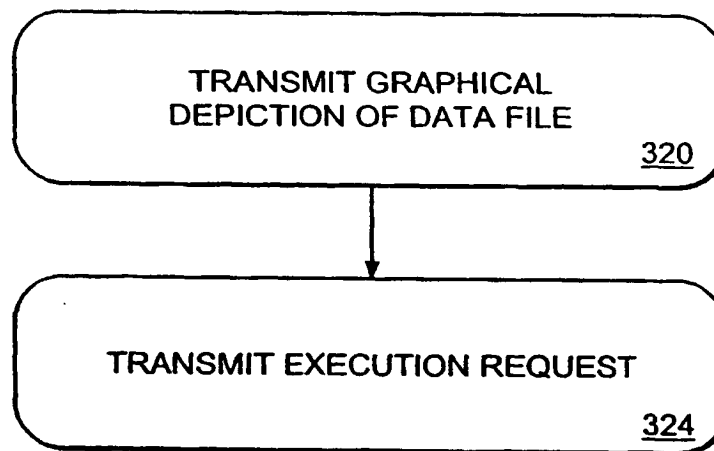 TRANSMIT GRAPHICAL
DEPICTION OF DATA FILE
320
TRANSMIT EXECUTION REQUEST
324